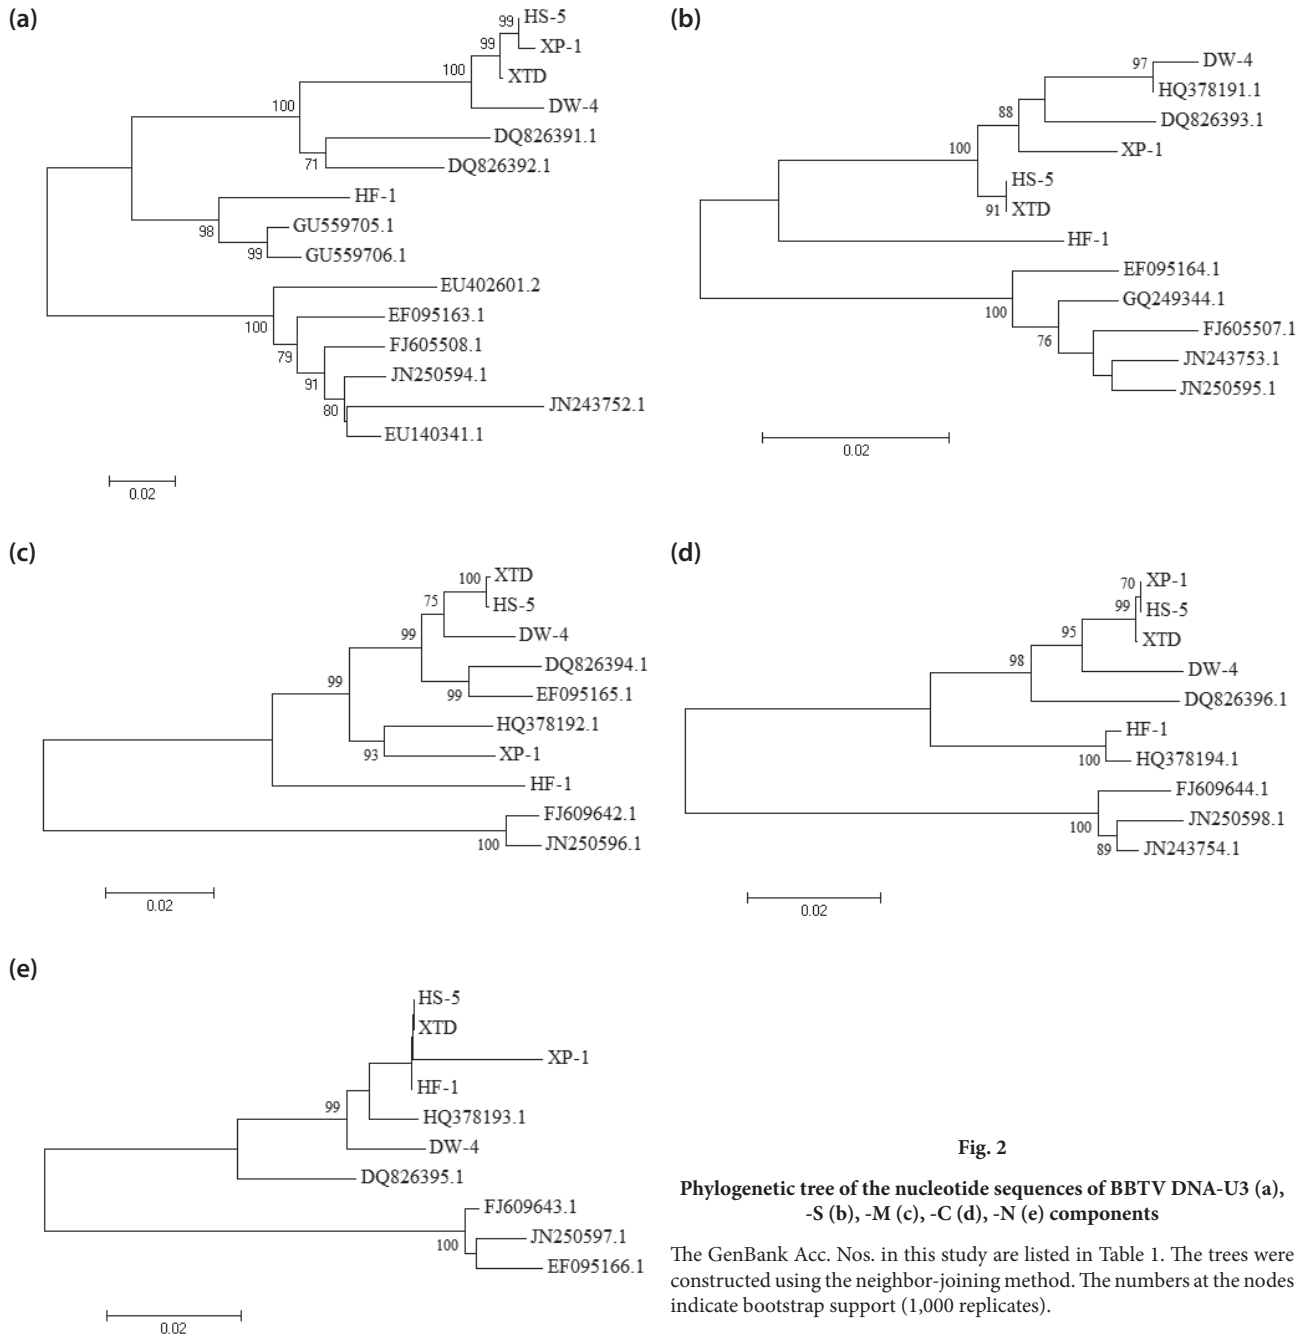 (a)
99
HS-5
99
XP-1
100
XTD
100
DW-4
DQ826391.1
71
DQ826392.1
HF-1
98
GU559705.1
99
GU559706.1
EU402601.2
100
EF095163.1
79
FJ605508.1
91
JN250594.1
80
JN243752.1
EU140341.1
0.02
(b)
97
DW-4
HQ378191.1
88
DQ826393.1
100
XP-1
HS-5
91
XTD
HF-1
EF095164.1
100
GQ249344.1
76
FJ605507.1
JN243753.1
JN250595.1
0.02
(c)
100
XTD
75
HS-5
99
DW-4
DQ826394.1
99
99
EF095165.1
HQ378192.1
93
XP-1
HF-1
FJ609642.1
100
JN250596.1
0.02
(d)
70
XP-1
99
HS-5
95
XTD
98
DW-4
DQ826396.1
HF-1
100
HQ378194.1
FJ609644.1
100
JN250598.1
89
JN243754.1
0.02
(e)
HS-5
XTD
XP-1
HF-1
99
HQ378193.1
DW-4
DQ826395.1
FJ609643.1
100
JN250597.1
EF095166.1
0.02
Fig. 2
Phylogenetic tree of the nucleotide sequences of BBTV DNA-U3 (a),
-S (b), -M (c), -C (d), -N (e) components
The GenBank Acc. Nos. in this study are listed in Table 1. The trees were
constructed using the neighbor-joining method. The numbers at the nodes
indicate bootstrap support (1,000 replicates).